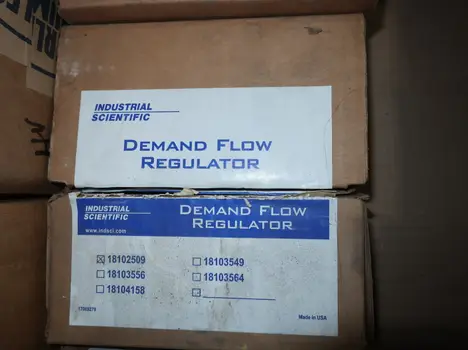 INDUSTRIAL
SCIENTIFIC
DEMAND FLOW
REGULATOR
INDUSTRIAL
SCIENTIFIC
www.indsci.com
DEMAND FLOW
REGULATOR
18102509
18103549
18103556
18103564
18104158
Made in USA